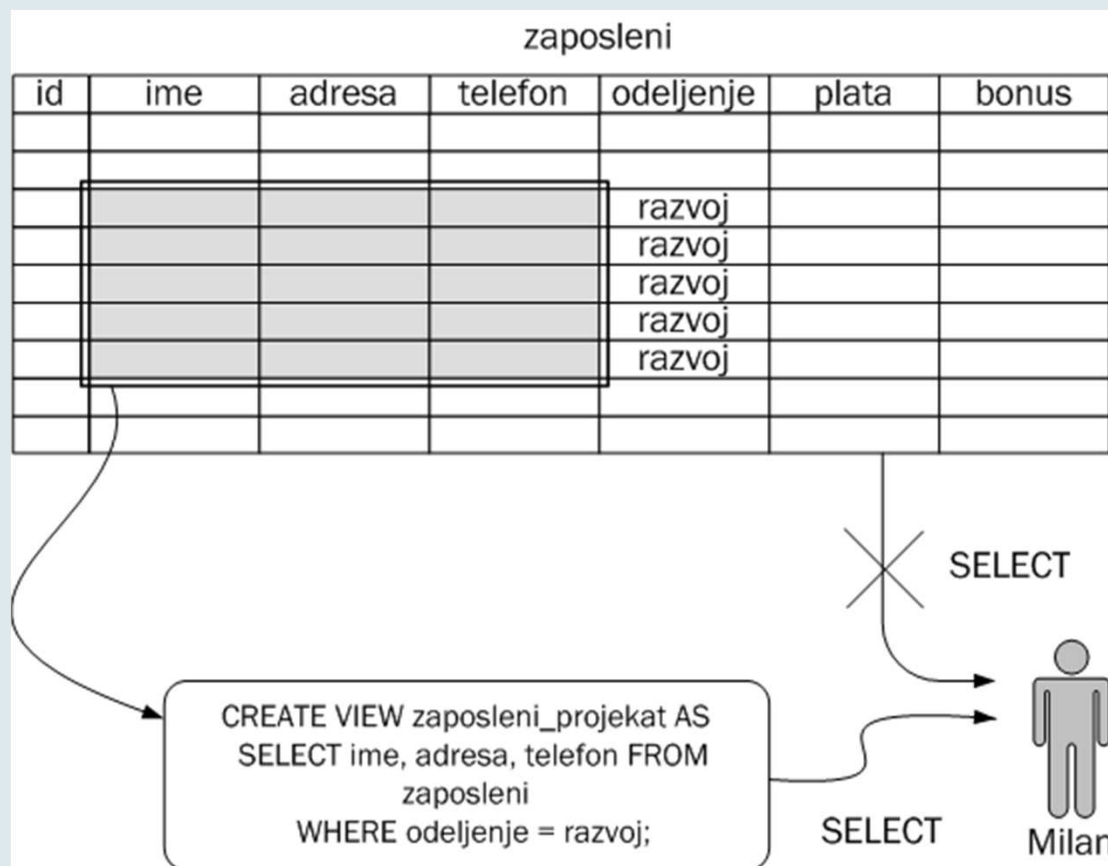 zaposleni
id ime adresa telefon odeljenje plata bonus
razvoj
razvoj
razvoj
razvoj
razvoj
SELECT
CREATE VIEW zaposleni_projekat AS
SELECT ime, adresa, telefon FROM
zaposleni
WHERE odeljenje = razvoj;
SELECT
Milan